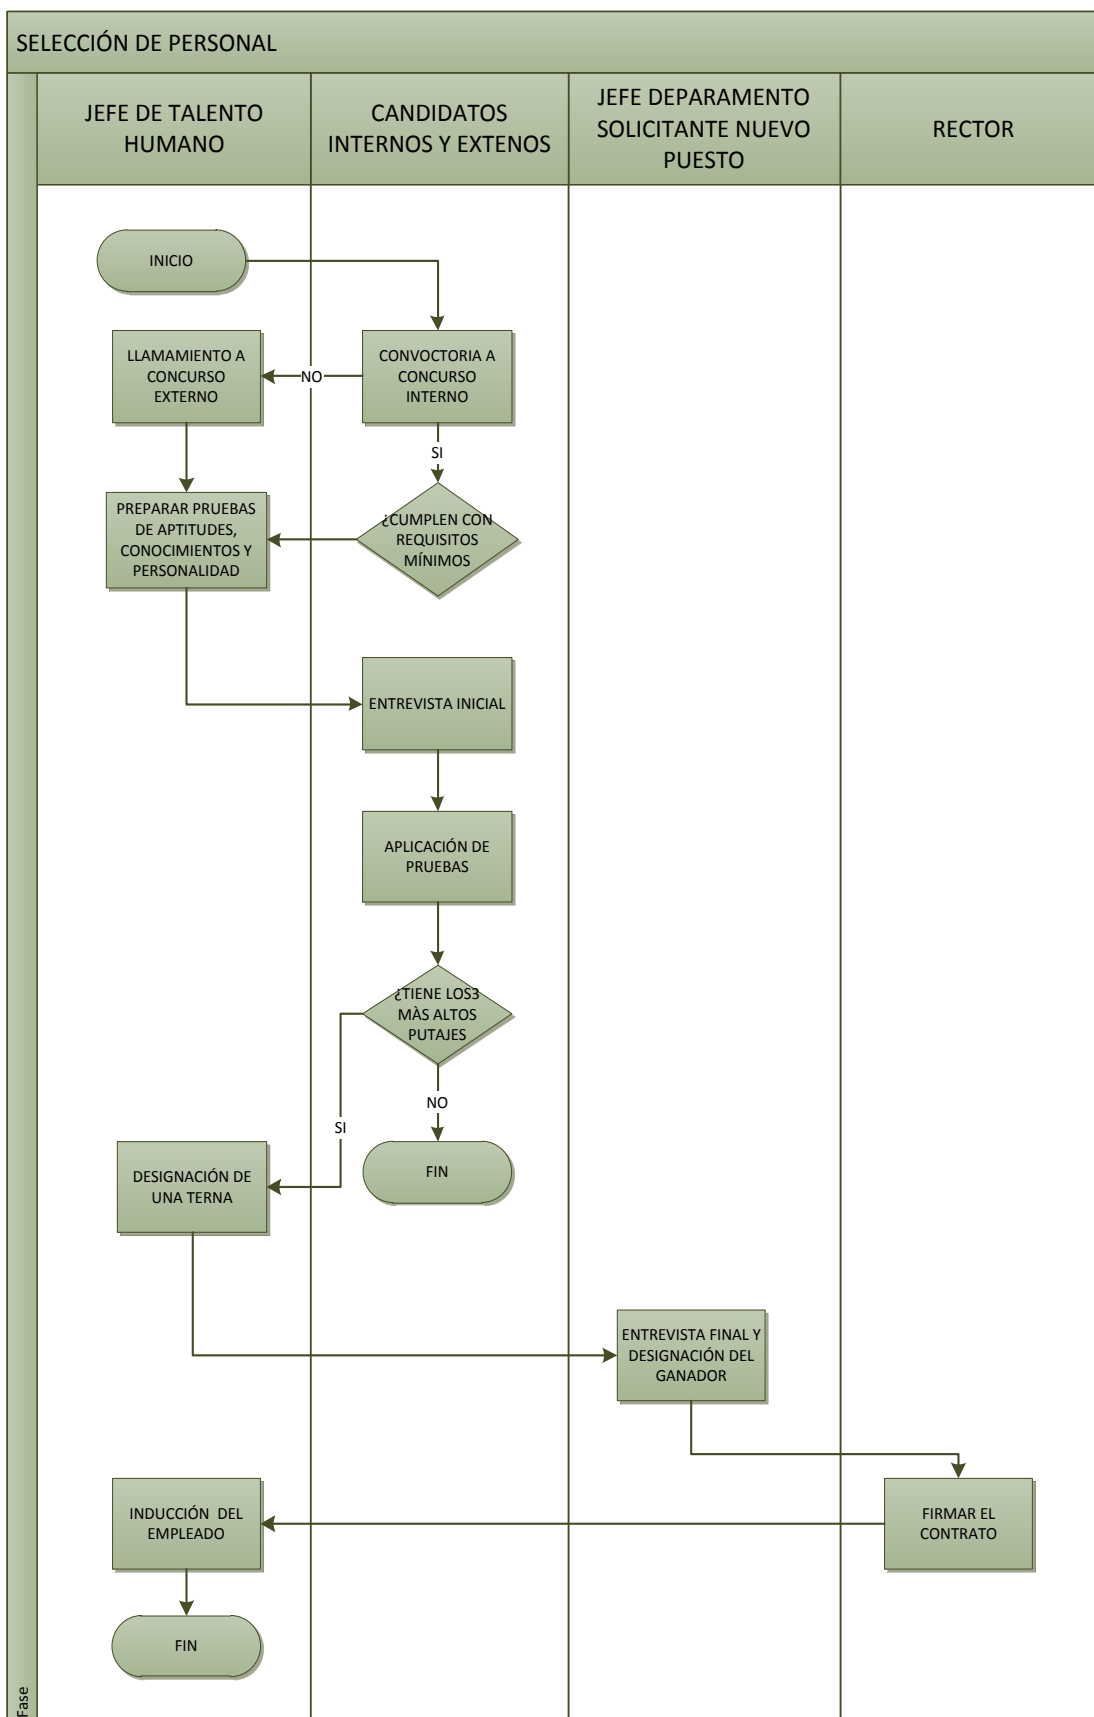 SELECCIÓN DE PERSONAL
JEFE DE TALENTO
HUMANO
CANDIDATOS
INTERNOS Y EXTENOS
JEFE DEPARAMENTO
SOLICITANTE NUEVO
PUESTO
RECTOR
INICIO
LLAMAMIENTO A
CONCURSO
EXTERNO
NO
CONVOCTORIA A
CONCURSO
INTERNO
SI
PREPARAR PRUEBAS
DE APTITUDES,
CONOCIMIENTOS Y
PERSONALIDAD
¿CUMPLEN CON
REQUISITOS
MÍNIMOS
ENTREVISTA INICIAL
APLICACIÓN DE
PRUEBAS
¿TIENE LOS3
MÀS ALTOS
PUTAJES
NO
SI
FIN
DESIGNACIÓN DE
UNA TERNA
ENTREVISTA FINAL Y
DESIGNACIÓN DEL
GANADOR
INDUCCIÓN DEL
EMPLEADO
FIRMAR EL
CONTRATO
FIN
Fase